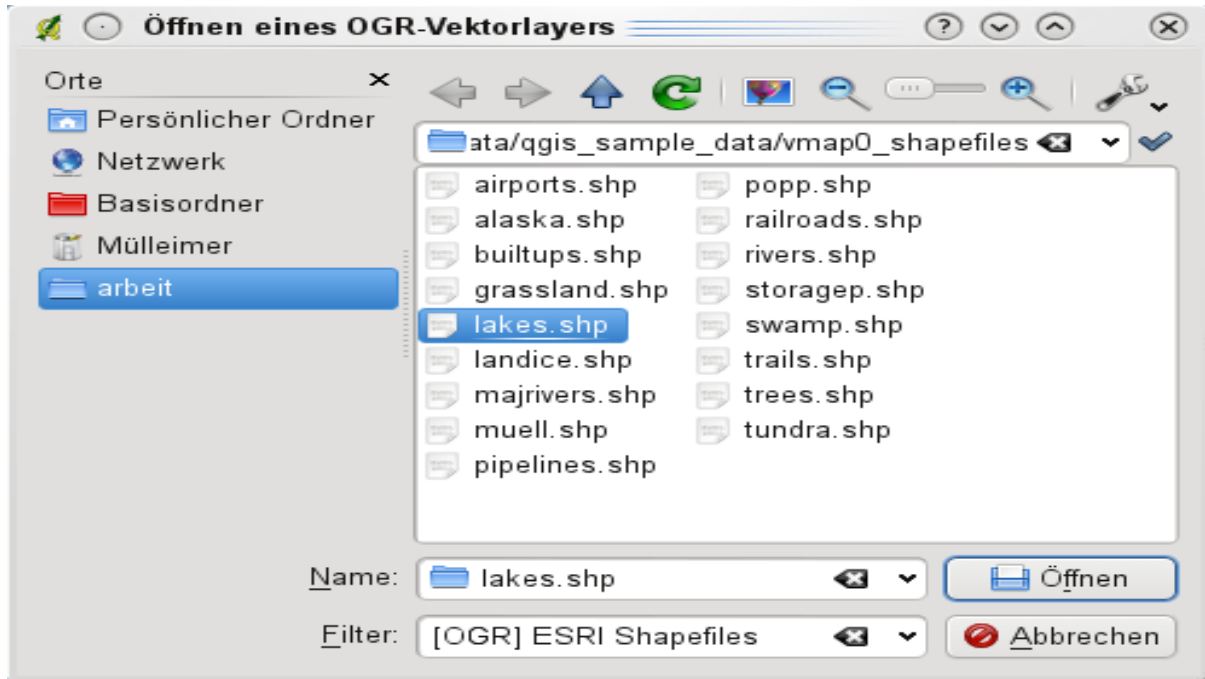 Öffnen eines OGR-Vektorlayers
Orte
Persönlicher Ordner
Netzwerk
Basisordner
Mülleimer
arbeit
ata/qgis_sample_data/vmap0_shapefiles
airports.shp
alaska.shp
builtups.shp
grassland.shp
lakes.shp
landice.shp
majrivers.shp
muell.shp
pipelines.shp
popp.shp
railroads.shp
rivers.shp
storagep.shp
swamp.shp
trails.shp
trees.shp
tundra.shp
Name: lakes.shp
Öffnen
Filter: [OGR] ESRI Shapefiles
Abbrechen